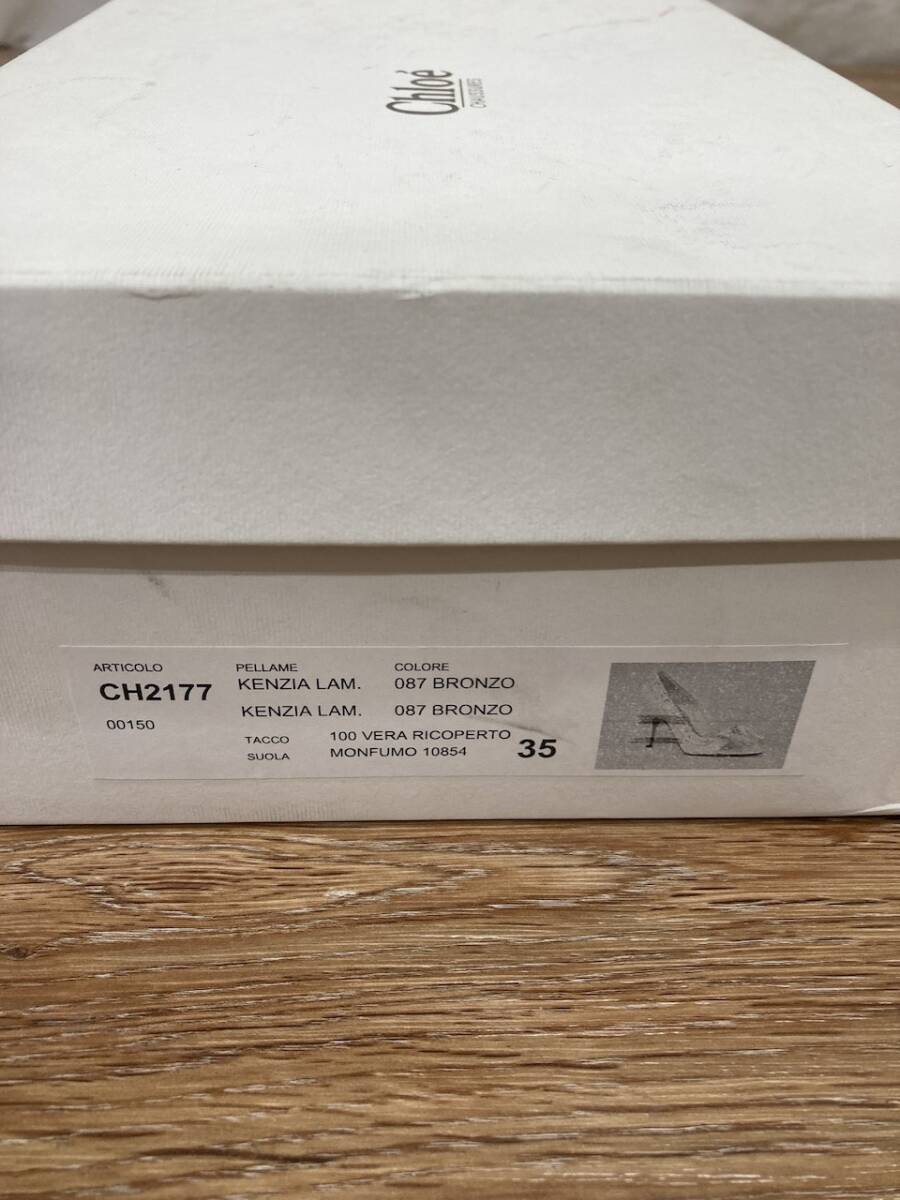 Chloé
CHAUSSURES
ARTICOLO PELLAME COLORE
CH2177 KENZIA LAM. 087 BRONZO
00150 KENZIA LAM. 087 BRONZO
TACCO 100 VERA RICOPERTO
SUOLA MONFUMO 10854 35